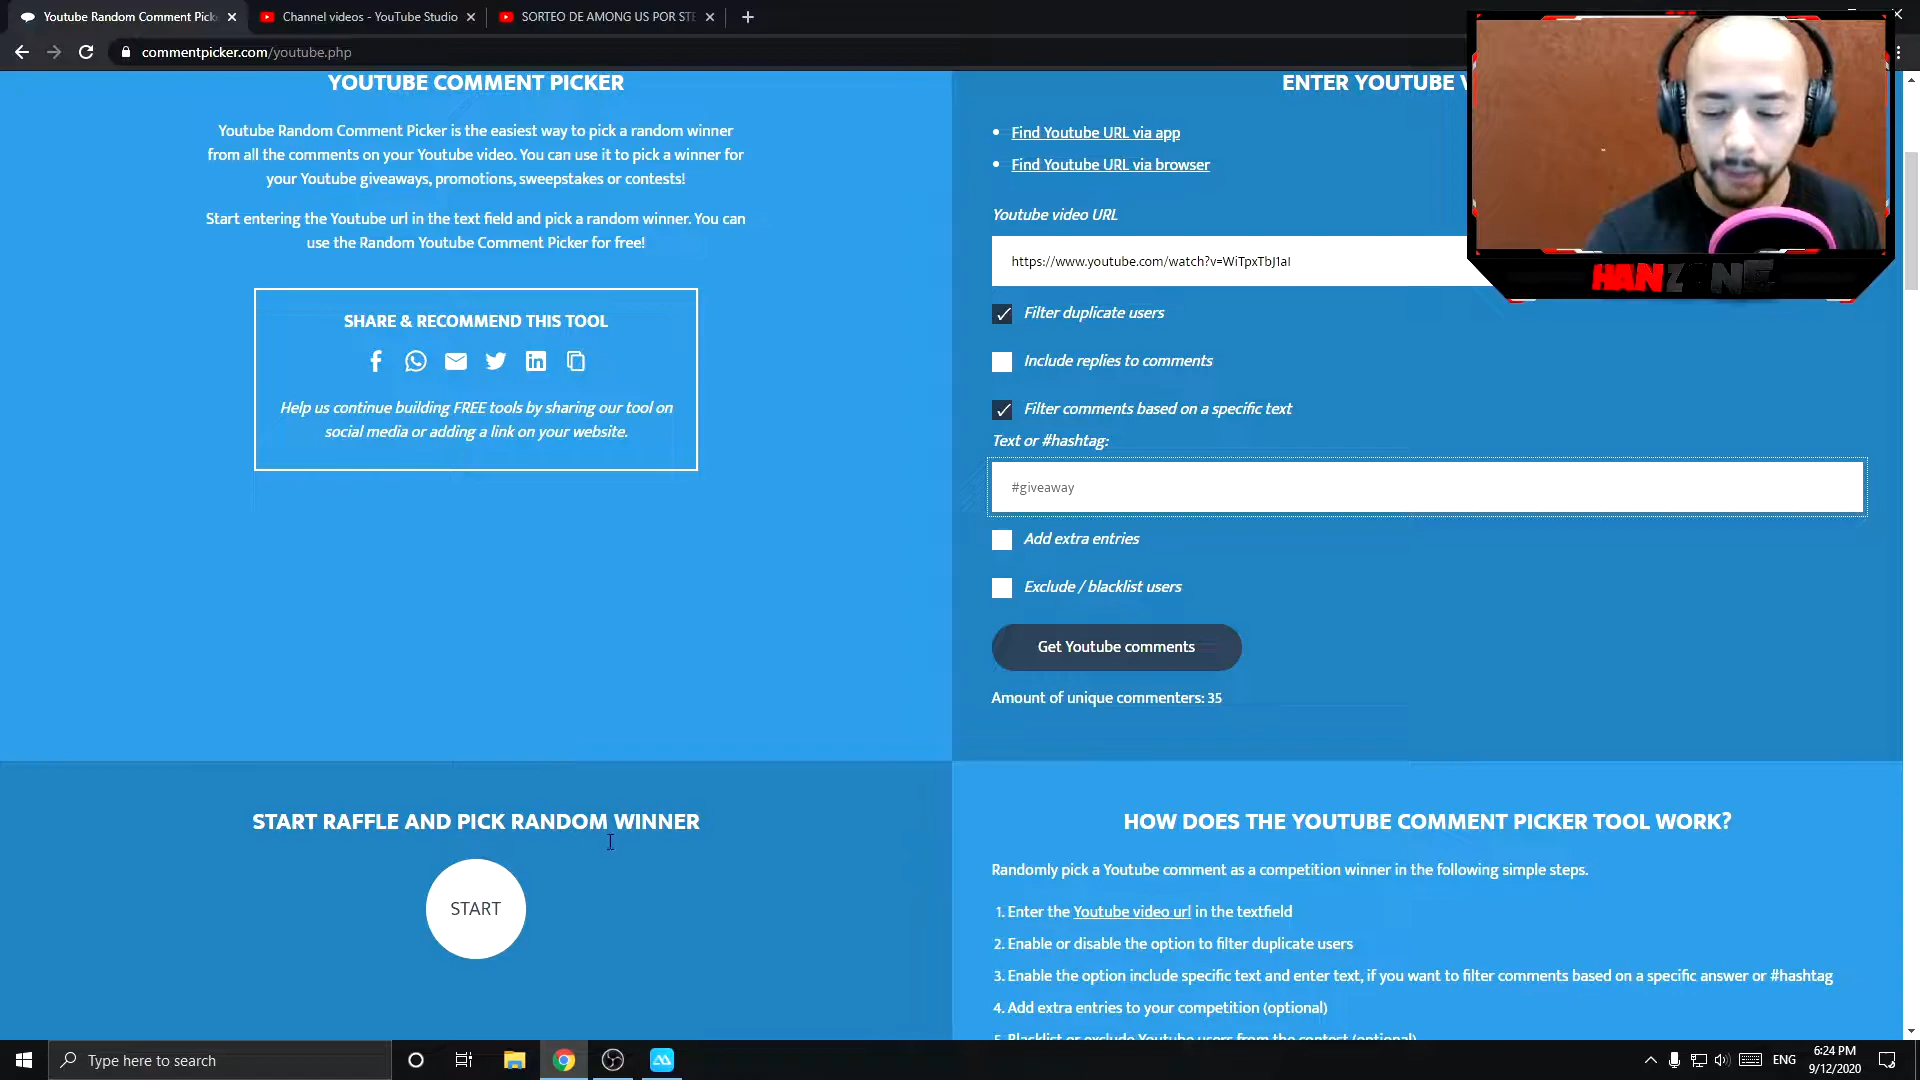 Youtube Random Comment Pick
Channel videos - YouTube Studio
SORTEO DE AMONG US POR STE
commentpicker.com/youtube.php
YOUTUBE COMMENT PICKER
Youtube Random Comment Picker is the easiest way to pick a random winner
from all the comments on your Youtube video. You can use it to pick a winner for
your Youtube giveaways, promotions, sweepstakes or contests!
Start entering the Youtube url in the text field and pick a random winner. You can
use the Random Youtube Comment Picker for free!
SHARE & RECOMMEND THIS TOOL
Help us continue building FREE tools by sharing our tool on
social media or adding a link on your website.
ENTER YOUTUBE
Find Youtube URL via app
Find Youtube URL via browser
Youtube video URL
https://www.youtube.com/watch?v=WiTpxTbJ1aI
HANZONE
Filter duplicate users
Include replies to comments
Filter comments based on a specific text
Text or #hashtag:
#giveaway
Add extra entries
Exclude / blacklist users
Get Youtube comments
Amount of unique commenters: 35
START RAFFLE AND PICK RANDOM WINNER
START
HOW DOES THE YOUTUBE COMMENT PICKER TOOL WORK?
Randomly pick a Youtube comment as a competition winner in the following simple steps.
1. Enter the Youtube video url in the textfield
2. Enable or disable the option to filter duplicate users
3. Enable the option include specific text and enter text, if you want to filter comments based on a specific answer or #hashtag
4. Add extra entries to your competition (optional)
5. Blacklist or exclude Youtube users from the contest (optional)
Type here to search
ENG
6:24 PM
9/12/2020